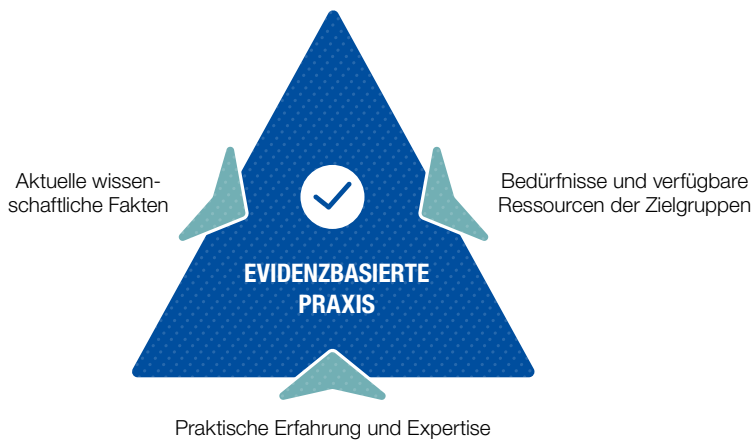 Aktuelle wissen-
schaftliche Fakten
Bedürfnisse und verfügbare
Ressourcen der Zielgruppen
EVIDENZBASIERTE
PRAXIS
Praktische Erfahrung und Expertise